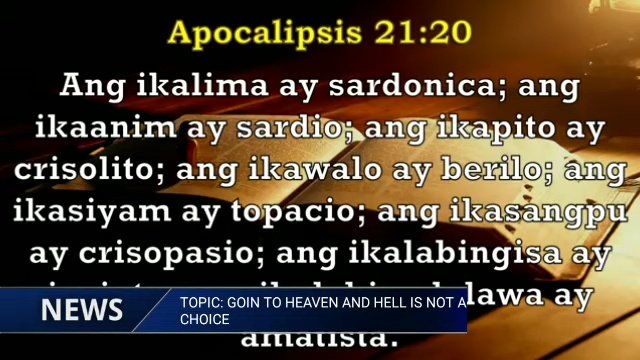 Apocalipsis 21:20
Ang ikalima ay sardonica; ang
ikaanim ay sardio; ang ikapito ay
crisolito; ang ikawalo ay berilo; ang
ikasiyam ay topacio; ang ikasangpu
ay crisopasio; ang ikalabingisa ay
ay
amatista.
NEWS
TOPIC: GOIN TO HEAVEN AND HELL IS NOT A
CHOICE